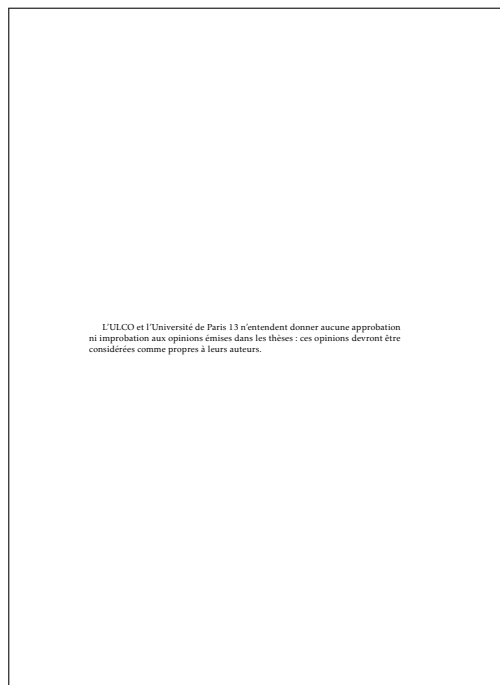 L'ULCO et l'Université de Paris 13 n'entendent donner aucune approbation
ni improbation aux opinions émises dans les thèses : ces opinions devront être
considérées comme propres à leurs auteurs.